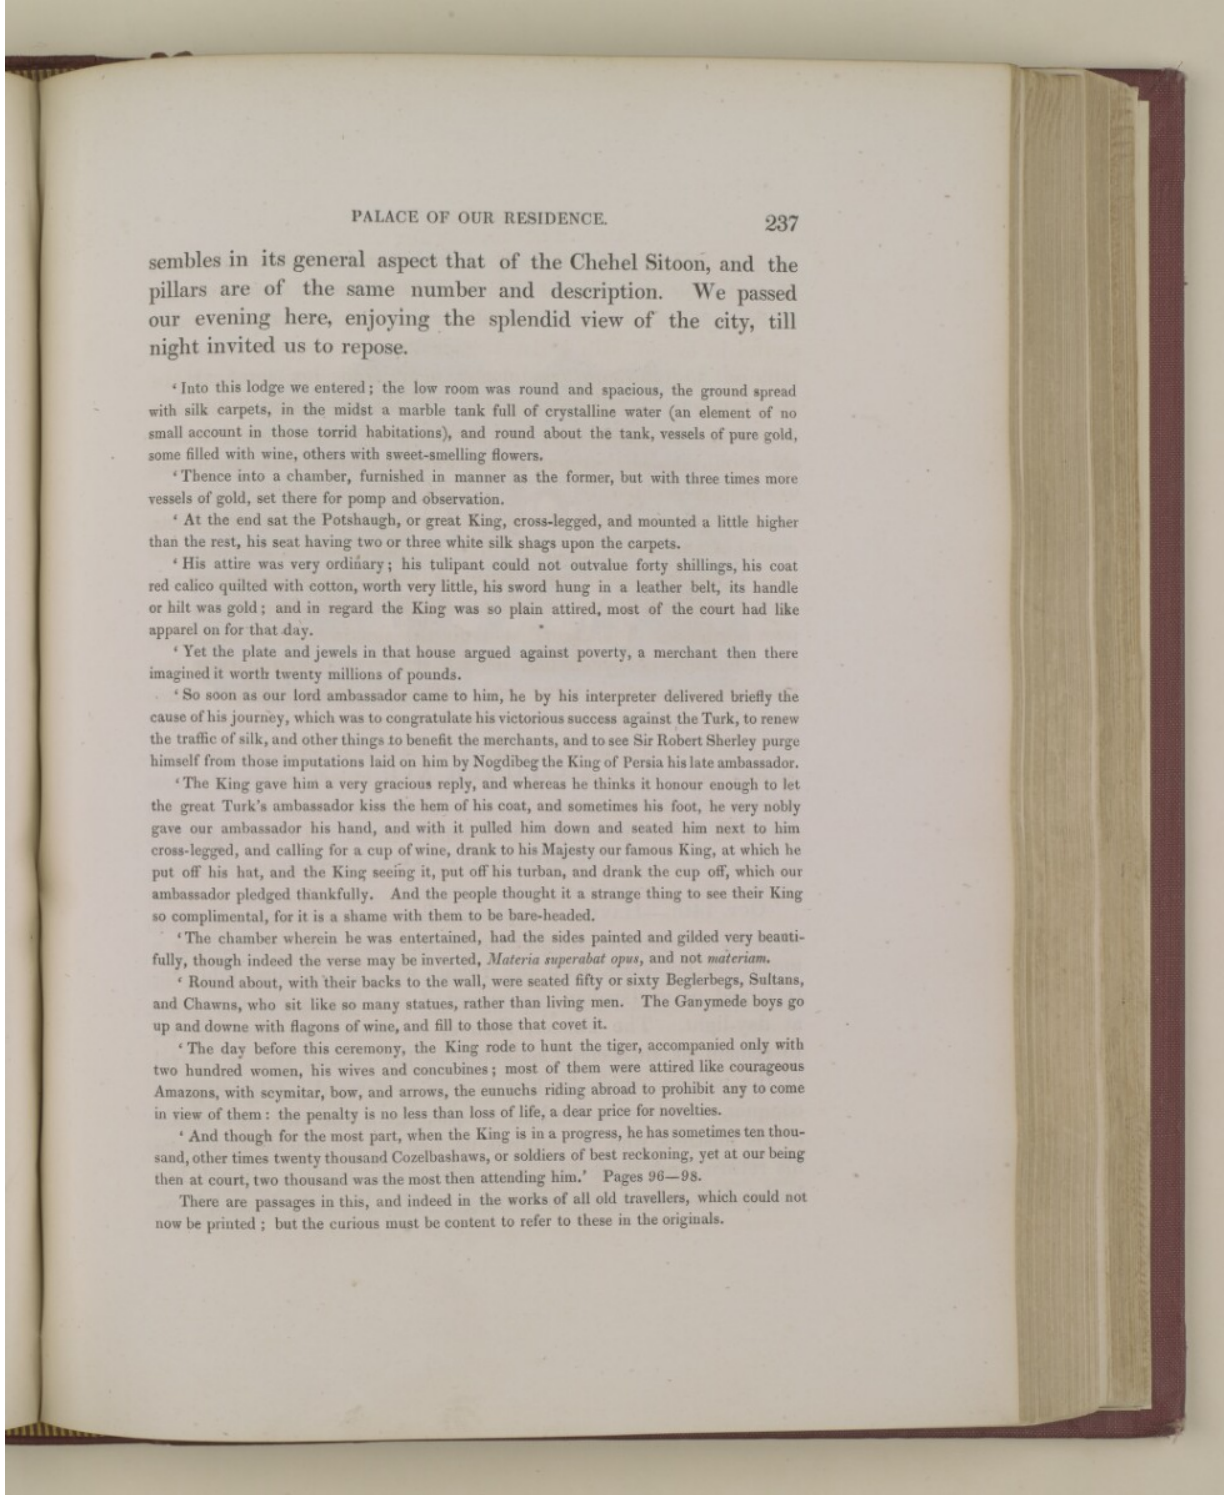 PALACE OF OUR RESIDENCE. 237
sembles in its general aspect that of the Chehel Sitoon, and the
pillars are of the same number and description. We passed
our evening here, enjoying the splendid view of the city, till
night invited us to repose.
‘Into this lodge we entered; the low room was round and spacious, the ground spread
with silk carpets, in the midst a marble tank full of crystalline water (an element of no
small account in those torrid habitations), and round about the tank, vessels of pure gold,
some filled with wine, others with sweet-smelling flowers.
‘Thence into a chamber, furnished in manner as the former, but with three times more
vessels of gold, set there for pomp and observation.
‘At the end sat the Potshaugh, or great King, cross-legged, and mounted a little higher
than the rest, his seat having two or three white silk shags upon the carpets.
‘His attire was very ordinary; his tulipant could not outvalue forty shillings, his coat
red calico quilted with cotton, worth very little, his sword hung in a leather belt, its handle
or hilt was gold; and in regard the King was so plain attired, most of the court had like
apparel on for that day.
‘Yet the plate and jewels in that house argued against poverty, a merchant then there
imagined it worth twenty millions of pounds.
‘So soon as our lord ambassador came to him, he by his interpreter delivered briefly the
cause of his journey, which was to congratulate his victorious success against the Turk, to renew
the traffic of silk, and other things to benefit the merchants, and to see Sir Robert Sherley purge
himself from those imputations laid on him by Nogdibeg the King of Persia his late ambassador.
‘The King gave him a very gracious reply, and whereas he thinks it honour enough to let
the great Turk’s ambassador kiss the hem of his coat, and sometimes his foot, he very nobly
gave our ambassador his hand, and with it pulled him down and seated him next to him
cross-legged, and calling for a cup of wine, drank to his Majesty our famous King, at which he
put off his hat, and the King seeing it, put off his turban, and drank the cup off, which our
ambassador pledged thankfully. And the people thought it a strange thing to see their King
so complimental, for it is a shame with them to be bare-headed.
‘The chamber wherein he was entertained, had the sides painted and gilded very beauti-
fully, though indeed the verse may be inverted, Materia superabat opus, and not materiam.
‘Round about, with their backs to the wall, were seated fifty or sixty Beglerbegs, Sultans,
and Chawns, who sit like so many statues, rather than living men. The Ganymede boys go
up and downe with flagons of wine, and fill to those that covet it.
‘The day before this ceremony, the King rode to hunt the tiger, accompanied only with
two hundred women, his wives and concubines; most of them were attired like courageous
Amazons, with scymitar, bow, and arrows, the eunuchs riding abroad to prohibit any to come
in view of them: the penalty is no less than loss of life, a dear price for novelties.
‘And though for the most part, when the King is in a progress, he has sometimes ten thou-
sand, other times twenty thousand Cozelbashaws, or soldiers of best reckoning, yet at our being
then at court, two thousand was the most then attending him.’ Pages 96—98.
There are passages in this, and indeed in the works of all old travellers, which could not
now be printed; but the curious must be content to refer to these in the originals.